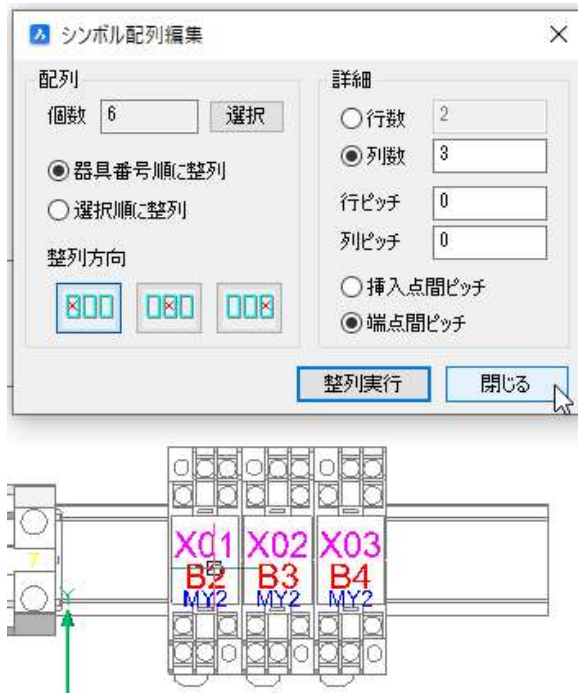 シンボル配列編集
配列
個数 6 選択
器具番号順に整列
選択順に整列
整列方向
詳細
行数 2
列数 3
行ピッチ 0
列ピッチ 0
挿入点間ピッチ
端点間ピッチ
整列実行 閉じる
X01 X02 X03
B2 B3 B4
MY2 MY2 MY2
7
Y